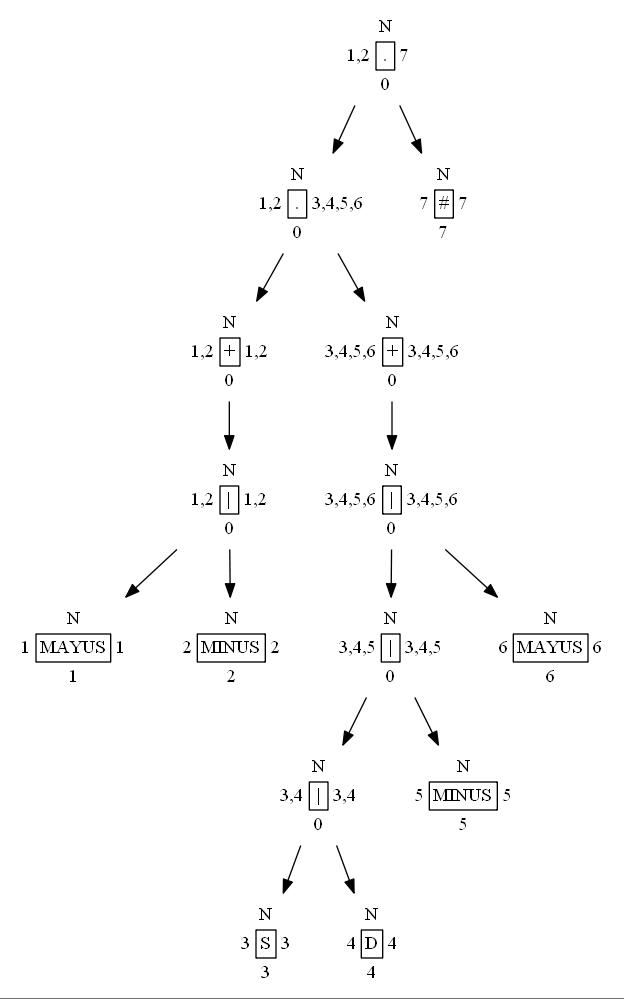 N
1,2 . 7
0
N N
1,2 . 3,4,5,6 7 # 7
0 7
N N
1,2 + 1,2 3,4,5,6 + 3,4,5,6
0 0
N N
1,2 | 1,2 3,4,5,6 | 3,4,5,6
0 0
N N N N
1 MAYUS 1 2 MINUS 2 3,4,5 | 3,4,5 6 MAYUS 6
1 2 0 6
N N
3,4 | 3,4 5 MINUS 5
0 5
N N
3 S 3 4 D 4
3 4